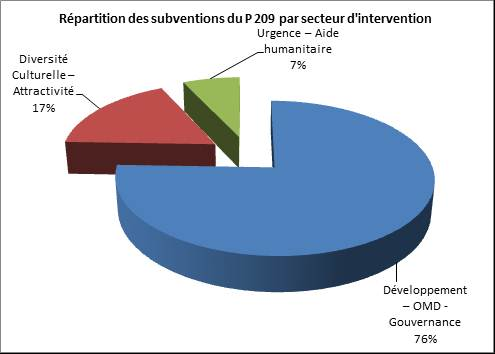 Répartition des subventions du P 209 par secteur d'intervention
Urgence – Aide
humanitaire
7%
Diversité
Culturelle –
Attractivité
17%
Développement
– OMD -
Gouvernance
76%